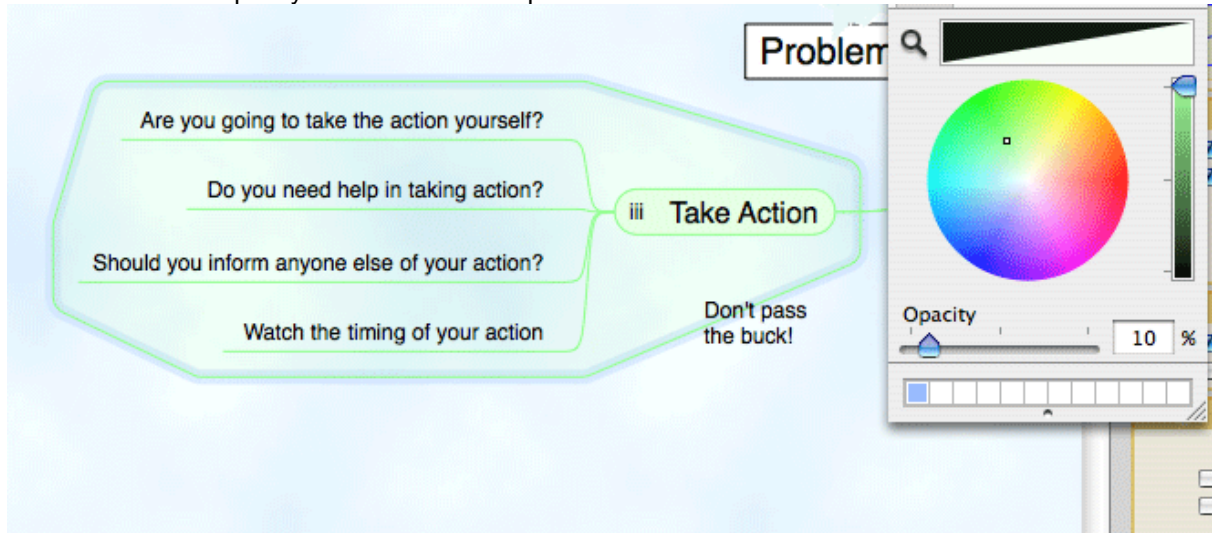 Problem
Are you going to take the action yourself?
Do you need help in taking action?
iii Take Action
Should you inform anyone else of your action?
Don't pass
the buck!
Watch the timing of your action
Opacity
10 %